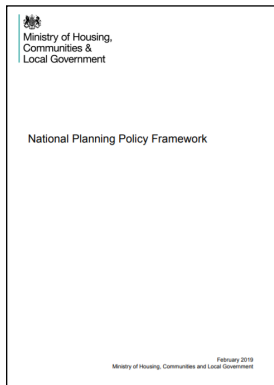 Ministry of Housing,
Communities &
Local Government
National Planning Policy Framework
February 2019
Ministry of Housing, Communities and Local Government